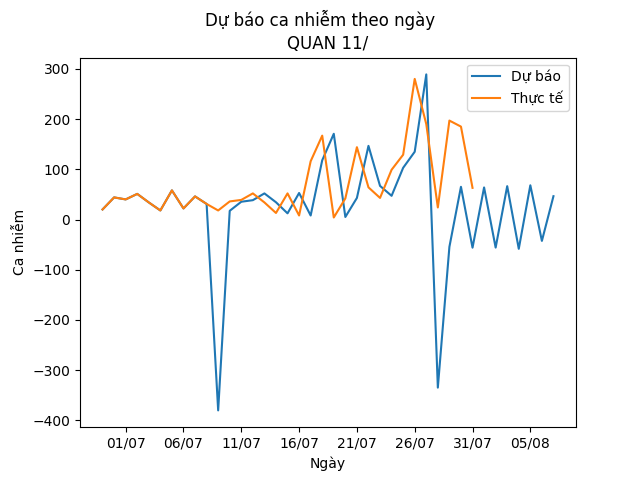 Dự báo ca nhiễm theo ngày
QUAN 11/
Dự báo
Thực tế
Ca nhiễm
300
200
100
0
−100
−200
−300
−400
01/07 06/07 11/07 16/07 21/07 26/07 31/07 05/08
Ngày